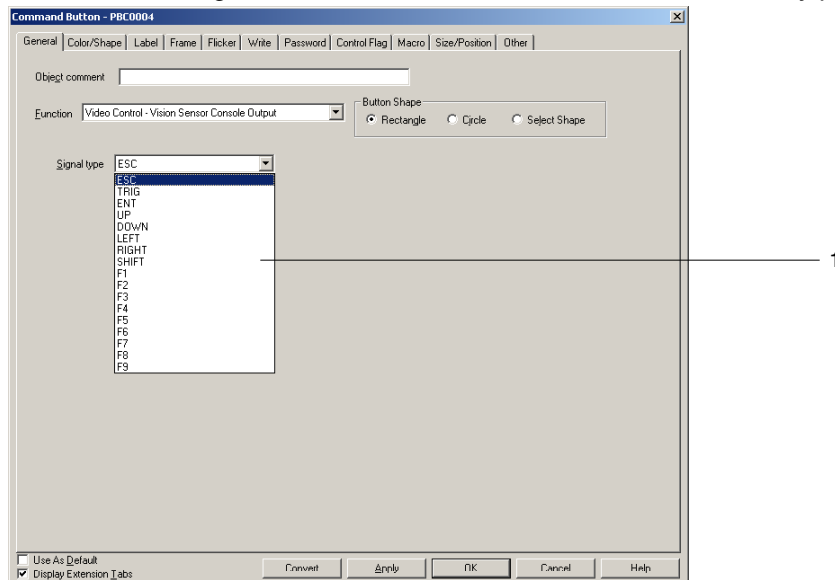 Command Button - PBC0004
General Color/Shape Label Frame Flicker Write Password Control Flag Macro Size/Position Other
Object comment
Function Video Control - Vision Sensor Console Output
Button Shape
Rectangle Circle Select Shape
Signal type ESC
ESC
TRIG
ENT
UP
DOWN
LEFT
RIGHT
SHIFT
1
F1
F2
F3
F4
F5
F6
F7
F8
F9
Use As Default
Display Extension Tabs
Convert Apply OK Cancel Help